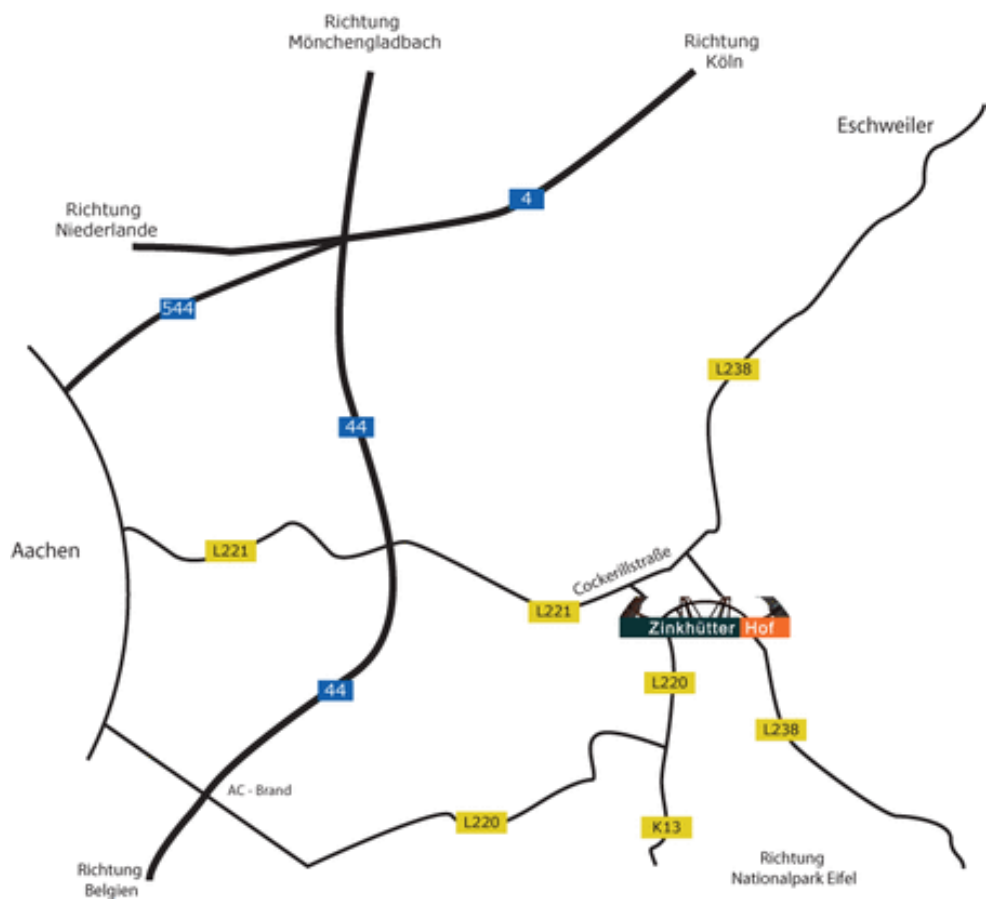 Richtung
Mönchengladbach
Richtung
Köln
Eschweiler
4
Richtung
Niederlande
544
L238
44
Aachen
L221
Cockerillstraße
L221
Zinkhütter Hof
L220
44
L238
AC - Brand
L220
K13
Richtung
Belgien
Richtung
Nationalpark Eifel